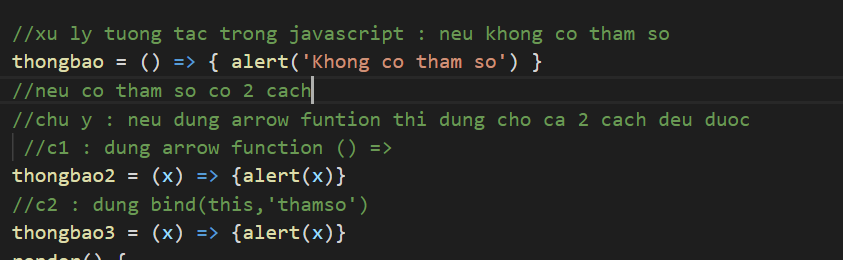 //xu ly tuong tac trong javascript : neu khong co tham so
thongbao = () => { alert('Khong co tham so') }
//neu co tham so co 2 cach
//chu y : neu dung arrow funtion thi dung cho ca 2 cach deu duoc
//c1 : dung arrow function () =>
thongbao2 = (x) => {alert(x)}
//c2 : dung bind(this,'thamso')
thongbao3 = (x) => {alert(x)}
render() {